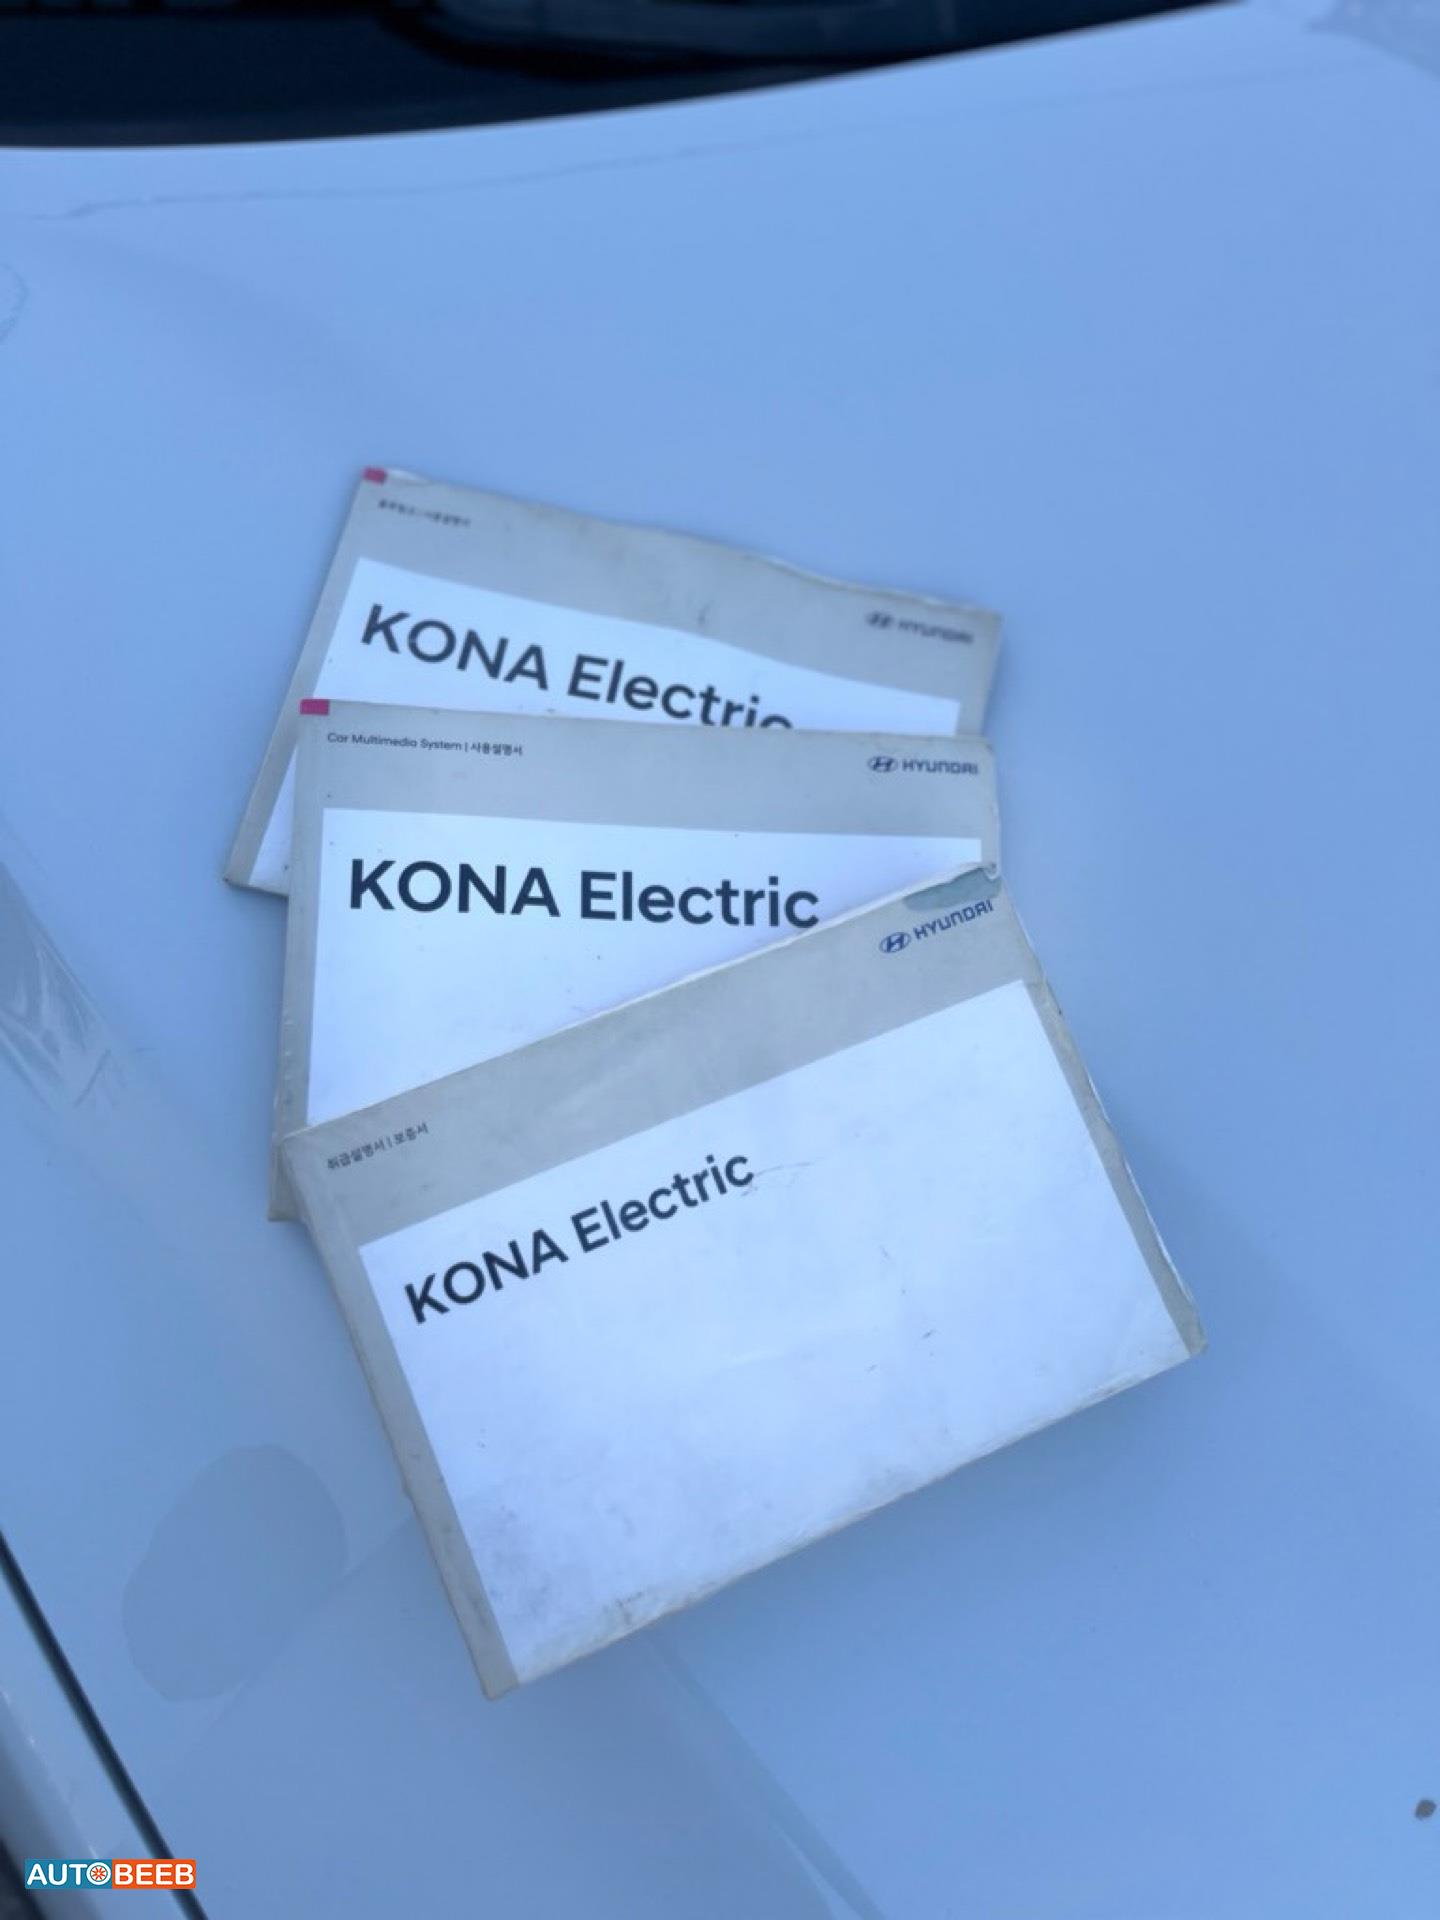 HYUNDAI
KONA Electric
Car Multimedia System | 사용설명서
HYUNDAI
KONA Electric
HYUNDAI
취급설명서 | 보증서
KONA Electric
AUTOBEEB